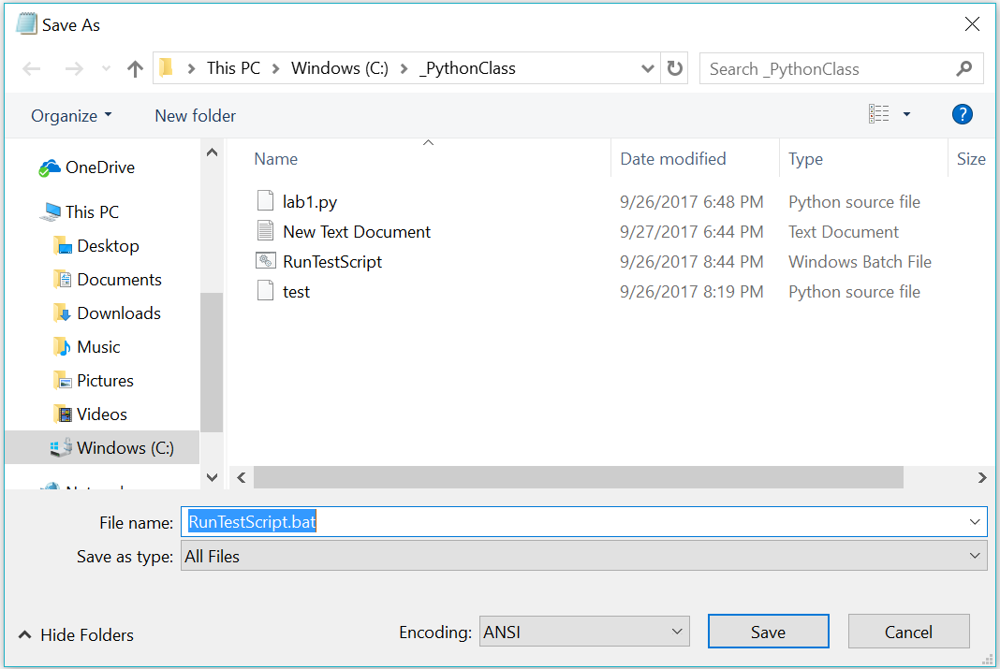 Save As
This PC > Windows (C:) > _PythonClass
Search _PythonClass
Organize
New folder
?
OneDrive
This PC
Desktop
Documents
Downloads
Music
Pictures
Videos
Windows (C:)
Name Date modified Type Size
lab1.py 9/26/2017 6:48 PM Python source file
New Text Document 9/27/2017 6:44 PM Text Document
RunTestScript 9/26/2017 8:44 PM Windows Batch File
test 9/26/2017 8:19 PM Python source file
File name: RunTestScript.bat
Save as type: All Files
Hide Folders
Encoding: ANSI
Save
Cancel